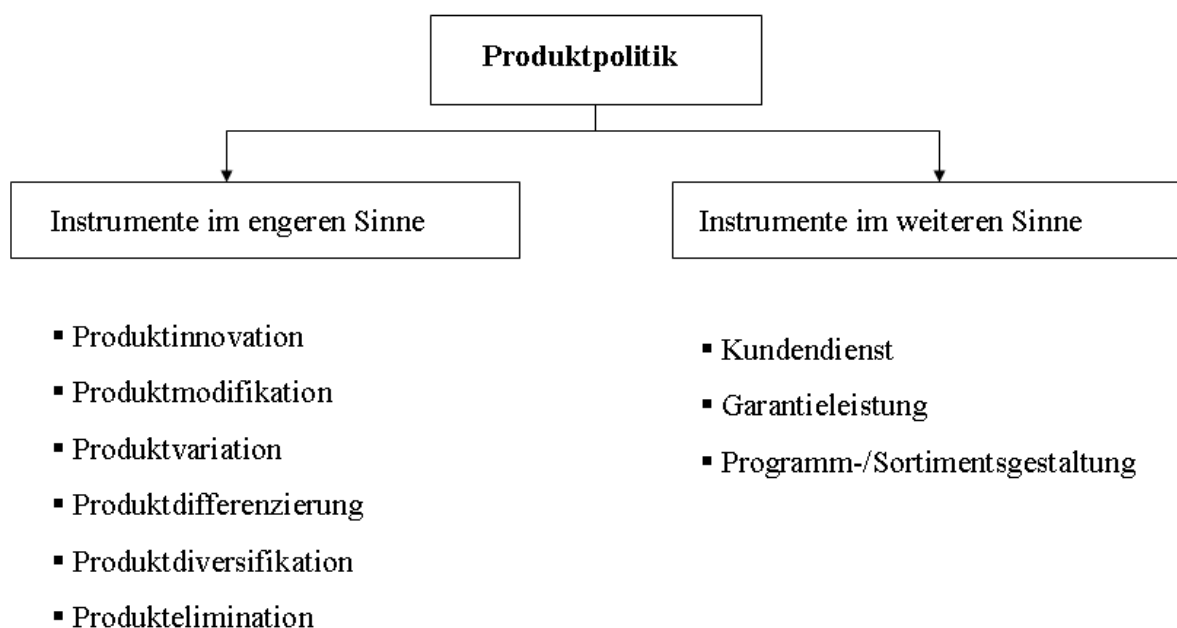 Produktpolitik
Instrumente im engeren Sinne
▪ Produktinnovation
▪ Produktmodifikation
▪ Produktvariation
▪ Produktdifferenzierung
▪ Produktdiversifikation
▪ Produktelimination
Instrumente im weiteren Sinne
▪ Kundendienst
▪ Garantieleistung
▪ Programm-/Sortimentsgestaltung